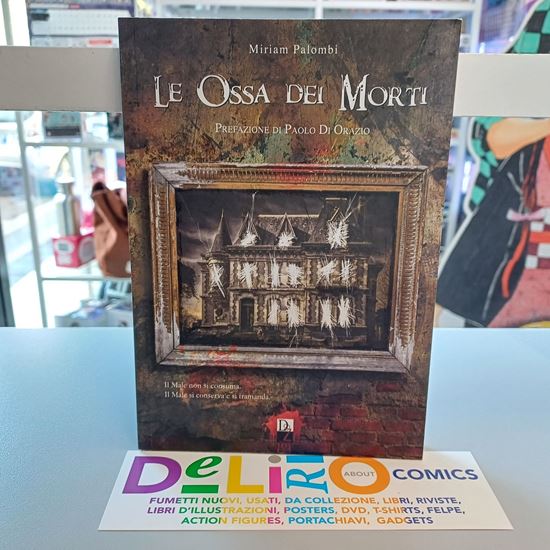 Miriam Palombi
Le Ossa dei Morti
Prefazione di Paolo Di Orazio
Il Male non si consuma.
Il Male si conserva e si tramanda.
DZ
DeLiRiO ABOUT COMICS
FUMETTI NUOVI, USATI, DA COLLEZIONE, LIBRI, RIVISTE,
LIBRI D'ILLUSTRAZIONI, POSTERS, DVD, T-SHIRTS, FELPE,
ACTION FIGURES, PORTACHIAVI, GADGETS